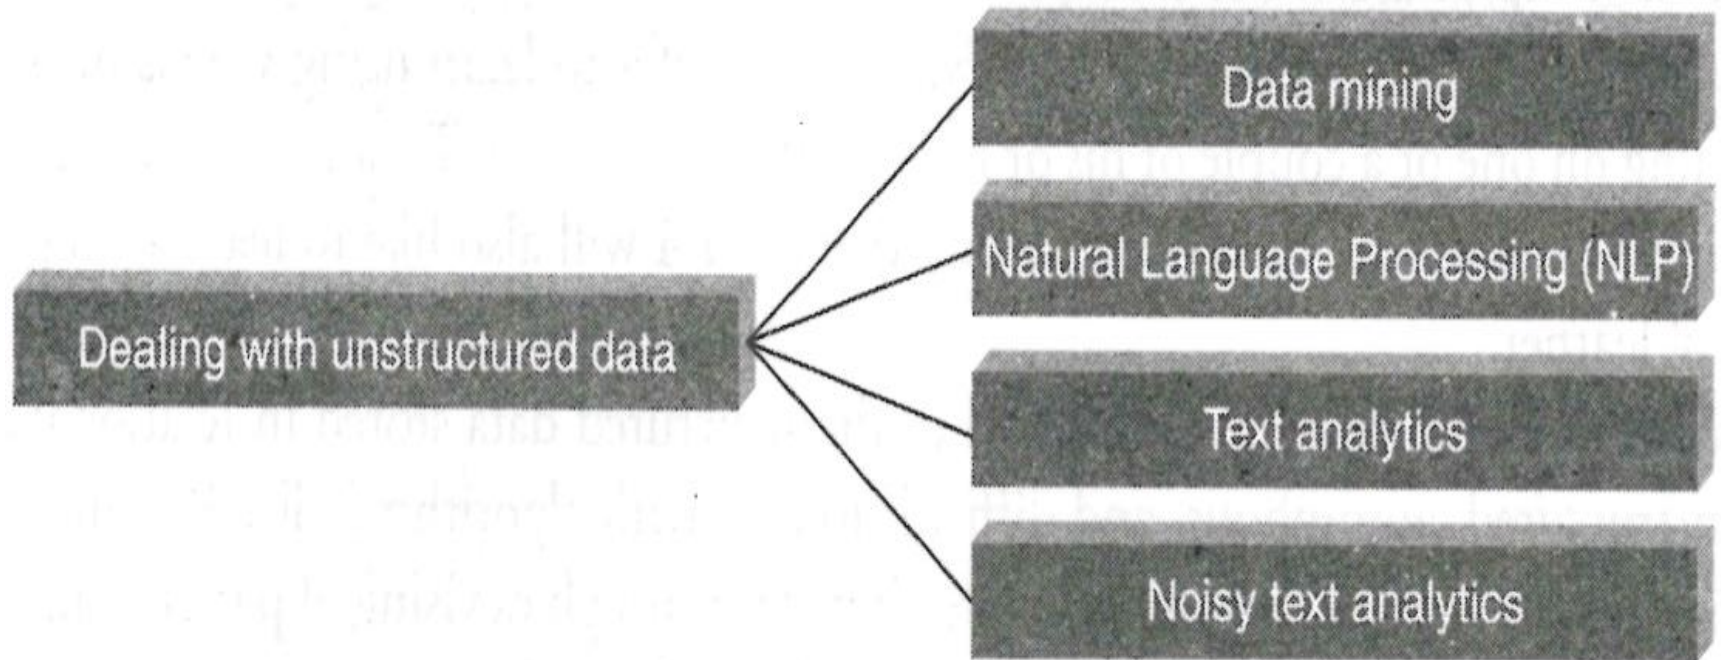 Dealing with unstructured data
Data mining
Natural Language Processing (NLP)
Text analytics
Noisy text analytics